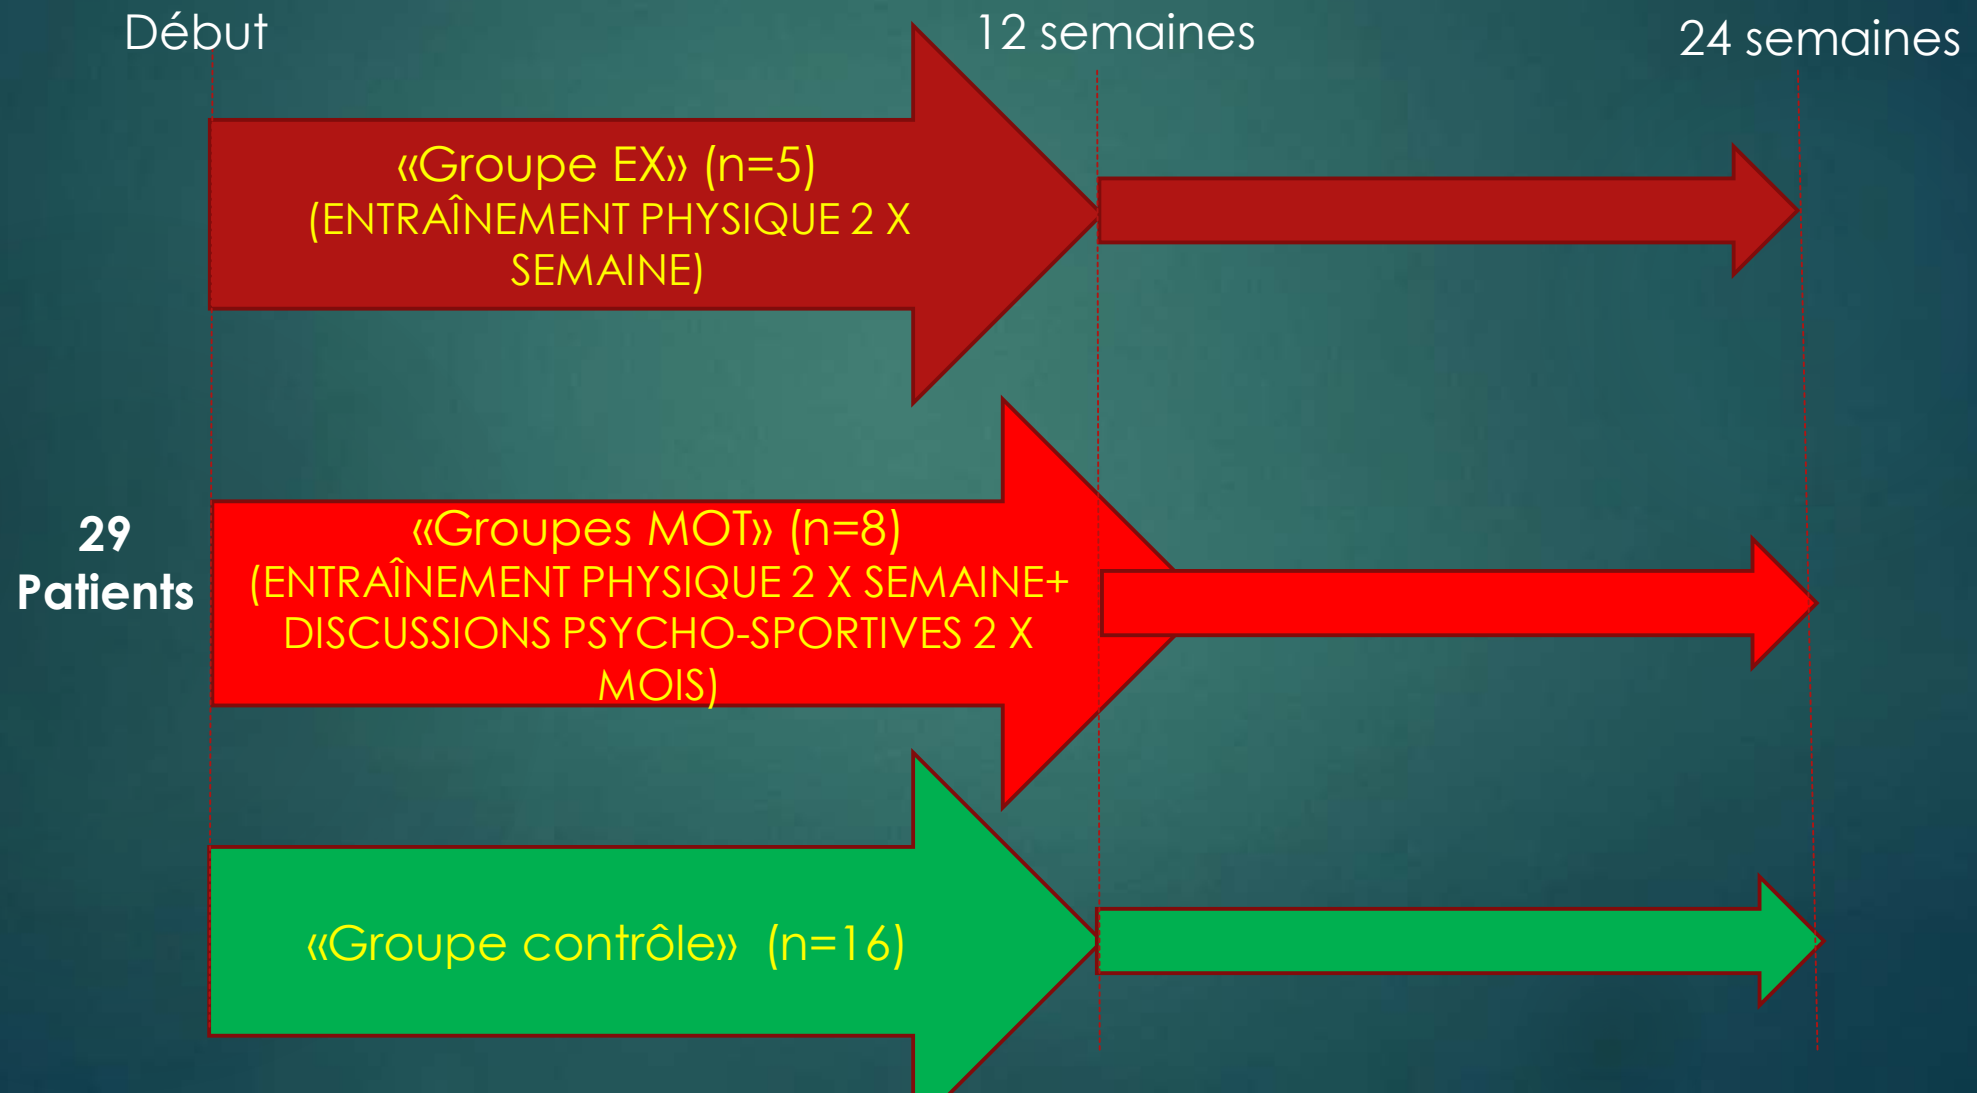 Début
12 semaines
24 semaines
«Groupe EX» (n=5)
(ENTRAÎNEMENT PHYSIQUE 2 X
SEMAINE)
29
Patients
«Groupes MOT» (n=8)
(ENTRAÎNEMENT PHYSIQUE 2 X SEMAINE+
DISCUSSIONS PSYCHO-SPORTIVES 2 X
MOIS)
«Groupe contrôle» (n=16)